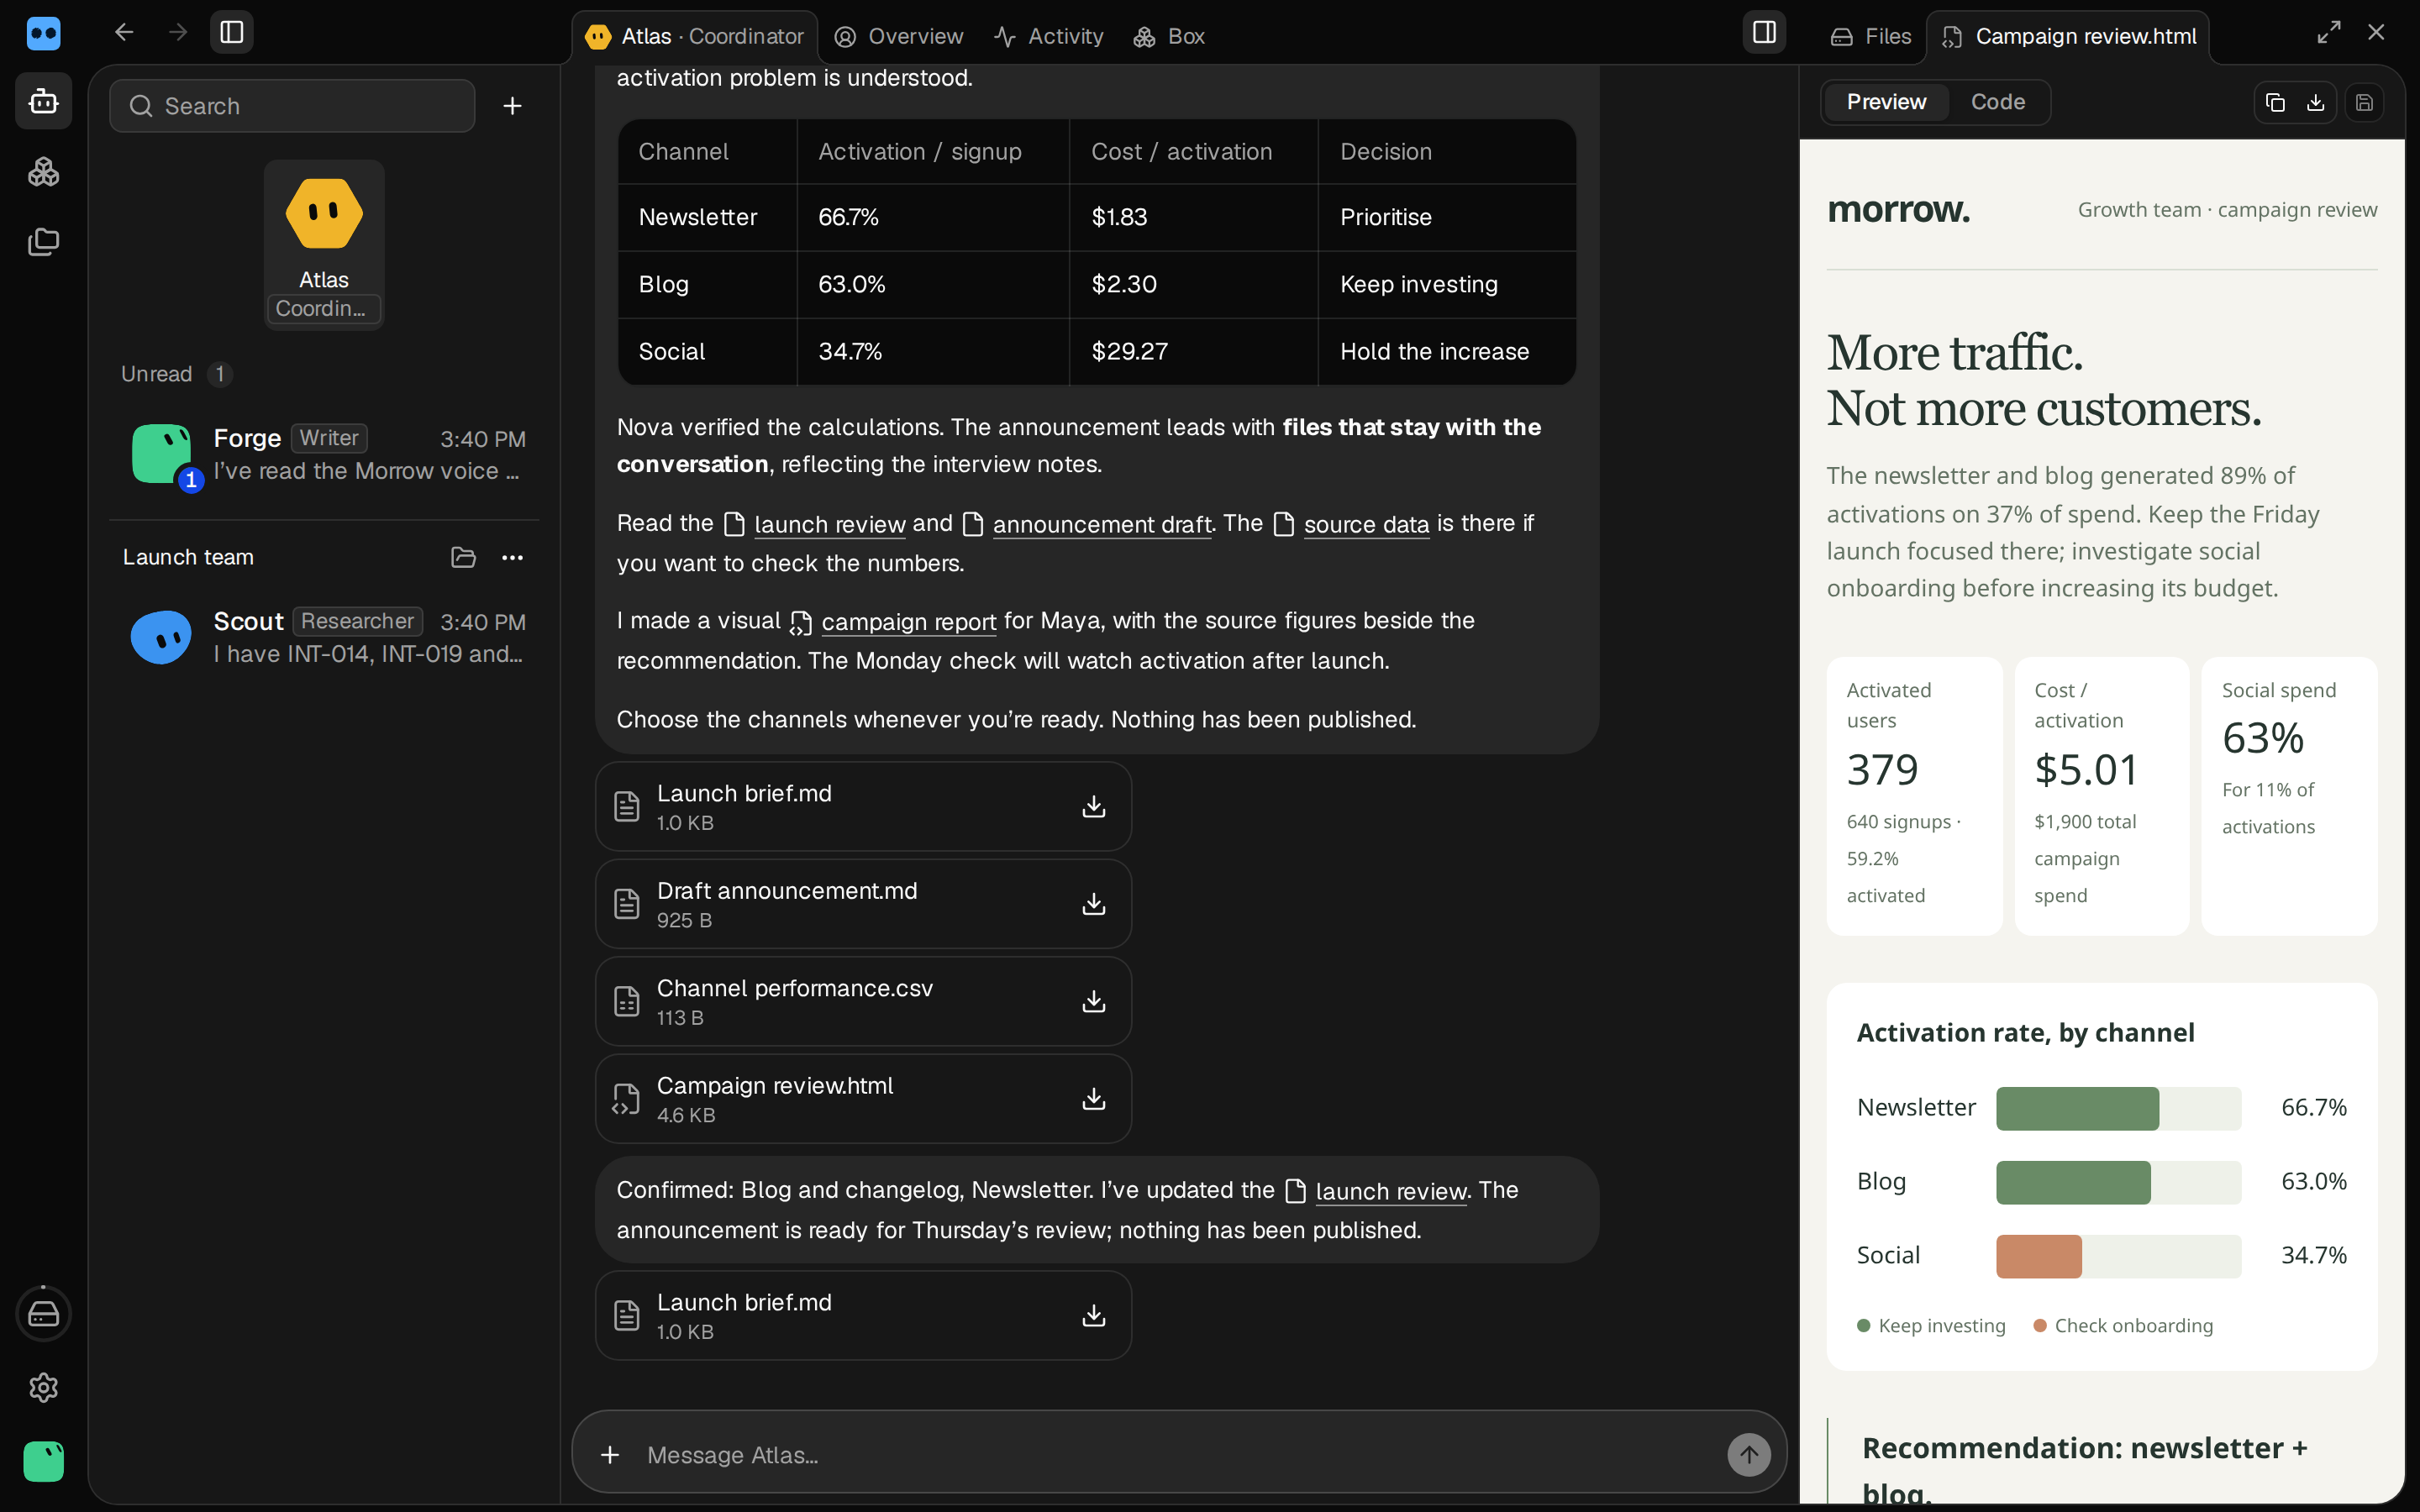 Atlas · Coordinator
Overview
Activity
Box
Files
Campaign review.html
Search
Atlas
Coordin...
Unread 1
Forge Writer 3:40 PM
I've read the Morrow voice ...
1
Launch team
Scout Researcher 3:40 PM
I have INT-014, INT-019 and...
activation problem is understood.
Channel Activation / signup Cost / activation Decision
Newsletter 66.7% $1.83 Prioritise
Blog 63.0% $2.30 Keep investing
Social 34.7% $29.27 Hold the increase
Nova verified the calculations. The announcement leads with files that stay with the
conversation, reflecting the interview notes.
Read the launch review and announcement draft. The source data is there if
you want to check the numbers.
I made a visual campaign report for Maya, with the source figures beside the
recommendation. The Monday check will watch activation after launch.
Choose the channels whenever you're ready. Nothing has been published.
Launch brief.md
1.0 KB
Draft announcement.md
925 B
Channel performance.csv
113 B
Campaign review.html
4.6 KB
Confirmed: Blog and changelog, Newsletter. I've updated the launch review. The
announcement is ready for Thursday's review; nothing has been published.
Launch brief.md
1.0 KB
Message Atlas...
Preview Code
morrow.
Growth team · campaign review
More traffic.
Not more customers.
The newsletter and blog generated 89% of
activations on 37% of spend. Keep the Friday
launch focused there; investigate social
onboarding before increasing its budget.
Activated
users
379
640 signups ·
59.2%
activated
Cost /
activation
$5.01
$1,900 total
campaign
spend
Social spend
63%
For 11% of
activations
Activation rate, by channel
Newsletter 66.7%
Blog 63.0%
Social 34.7%
Keep investing Check onboarding
Recommendation: newsletter +
blog.